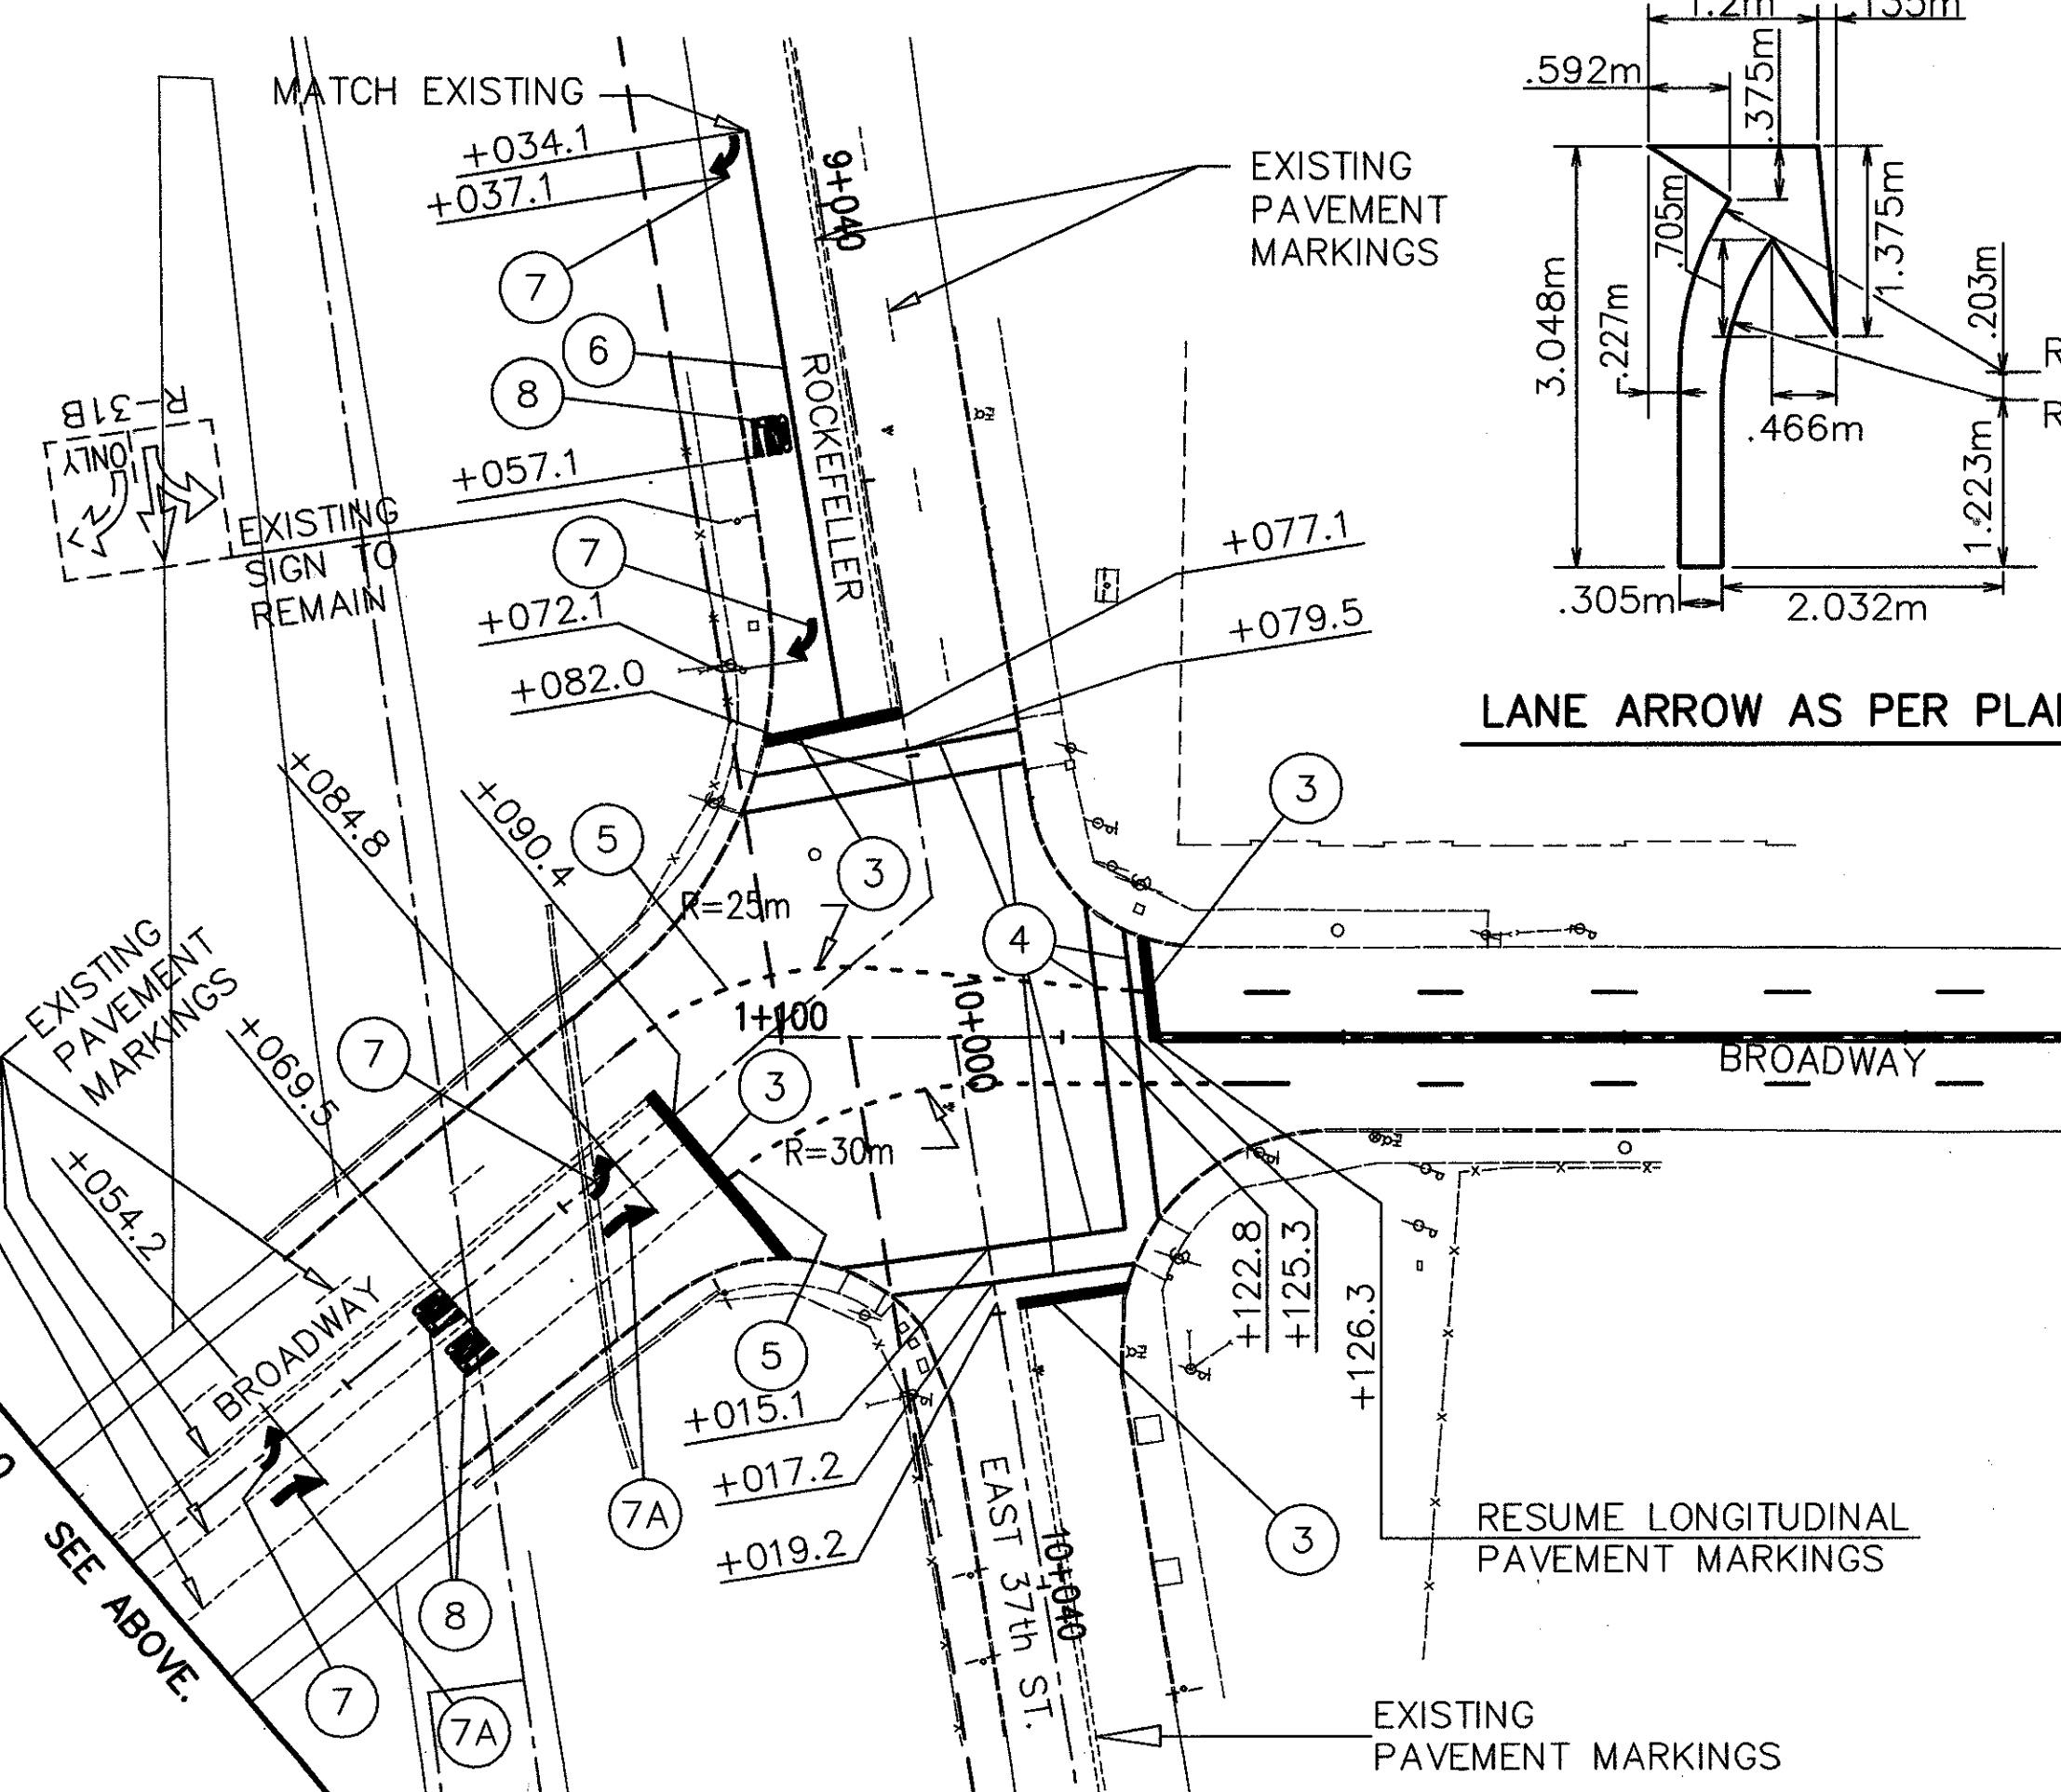 1.2m
.135m
MATCH EXISTING
.592m
.375m
+034.1
+037.1
9+040
EXISTING
PAVEMENT
MARKINGS
.705m
1.375m
3.048m
.227m
.203m
7
6
8
R-31B
ONLY
ROCKEFELLER
.466m
1.223m
R
R
+057.1
EXISTING
SIGN TO
REMAIN
7
+077.1
.305m
2.032m
+072.1
+079.5
+082.0
LANE ARROW AS PER
+084.8
+090.4
5
3
3
R=25m
4
EXISTING
PAVEMENT
MARKINGS
+069.5
7
1+100
10+000
BROADWAY
3
R=30m
+054.2
BROADWAY
+122.8
+125.3
+126.3
5
+015.1
+017.2
+019.2
7A
EAST 37th ST.
10+040
3
RESUME LONGITUDINAL
PAVEMENT MARKINGS
SEE ABOVE.
8
7
7A
EXISTING
PAVEMENT MARKINGS